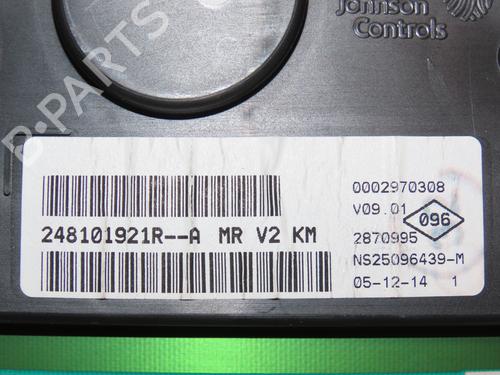 Johnson
Controls
B-PARTS
0002970308
V09.01
096
248101921R--A MR V2 KM
2870995
NS25096439-M
05-12-14 1